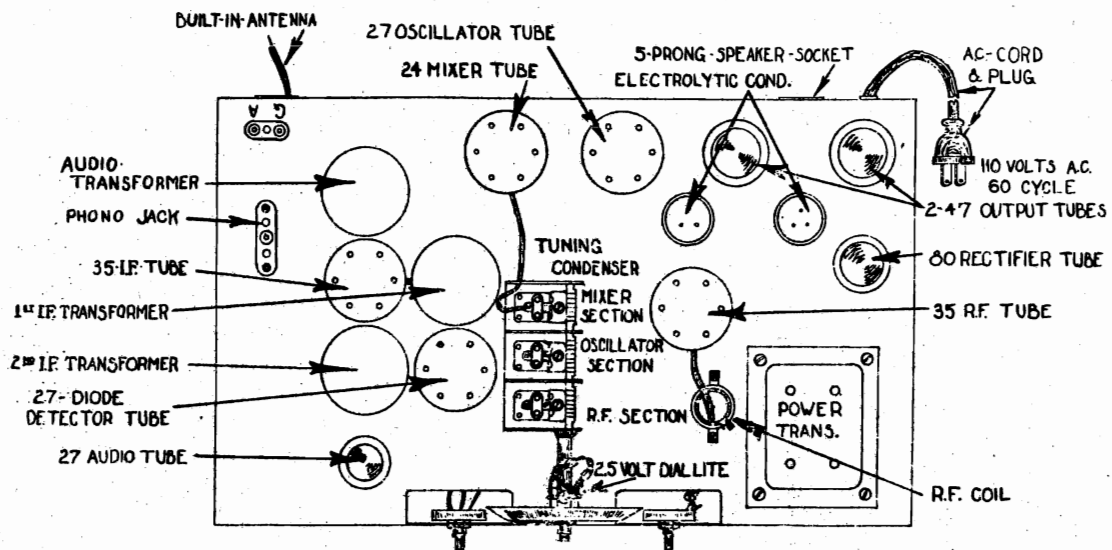 BUILT-IN-ANTENNA
27 OSCILLATOR TUBE
24 MIXER TUBE
5-PRONG-SPEAKER-SOCKET
ELECTROLYTIC COND.
A.C.-CORD
& PLUG
A G
110 VOLTS A.C.
60 CYCLE
2-47 OUTPUT TUBES
AUDIO
TRANSFORMER
PHONO JACK
35-I.F. TUBE
1ST I.F. TRANSFORMER
2ND I.F. TRANSFORMER
27-DIODE
DETECTOR TUBE
27 AUDIO TUBE
TUNING
CONDENSER
MIXER
SECTION
OSCILLATOR
SECTION
R.F. SECTION
2.5 VOLT DIAL LITE
80 RECTIFIER TUBE
35 R.F. TUBE
POWER
TRANS.
R.F. COIL